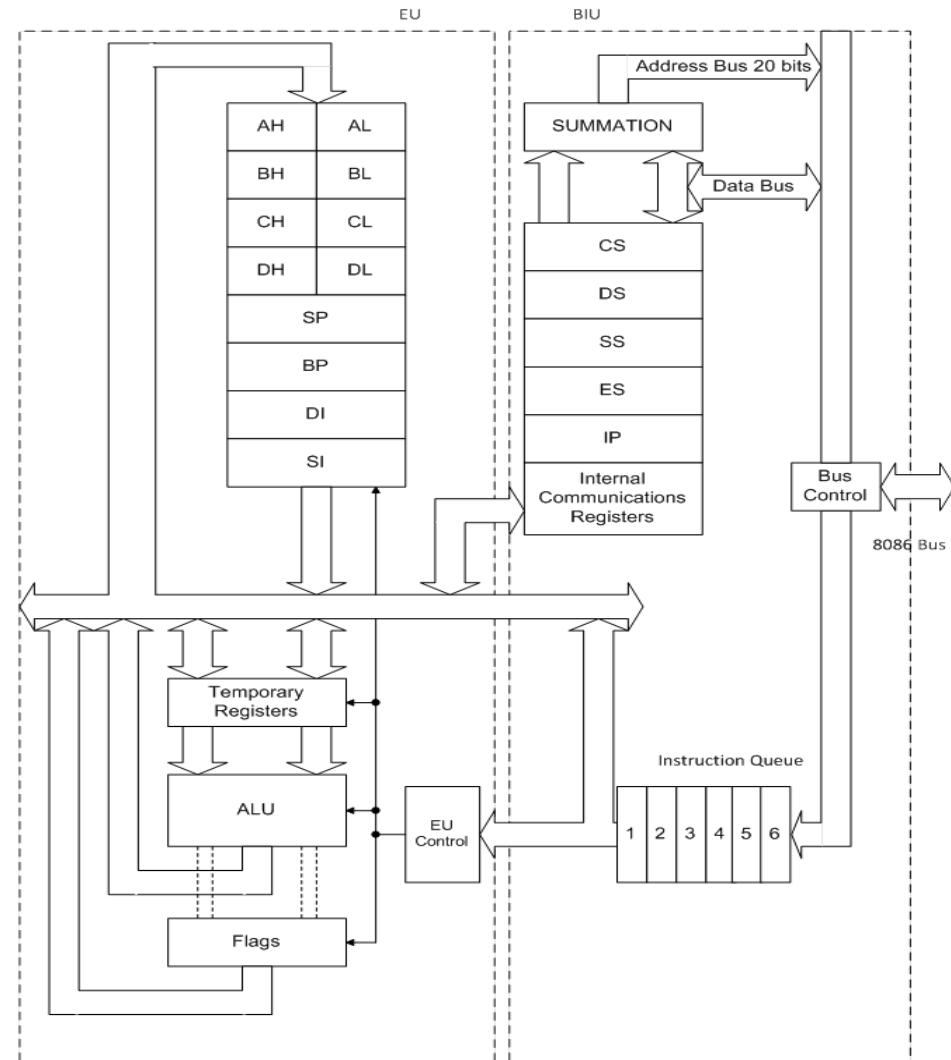 EU
BIU
Address Bus 20 bits
AH
AL
SUMMATION
BH
BL
Data Bus
CH
CL
CS
DH
DL
DS
SP
SS
BP
ES
DI
IP
SI
Internal
Communications
Registers
Bus
Control
8086 Bus
Temporary
Registers
Instruction Queue
ALU
EU
Control
1
2
3
4
5
6
Flags